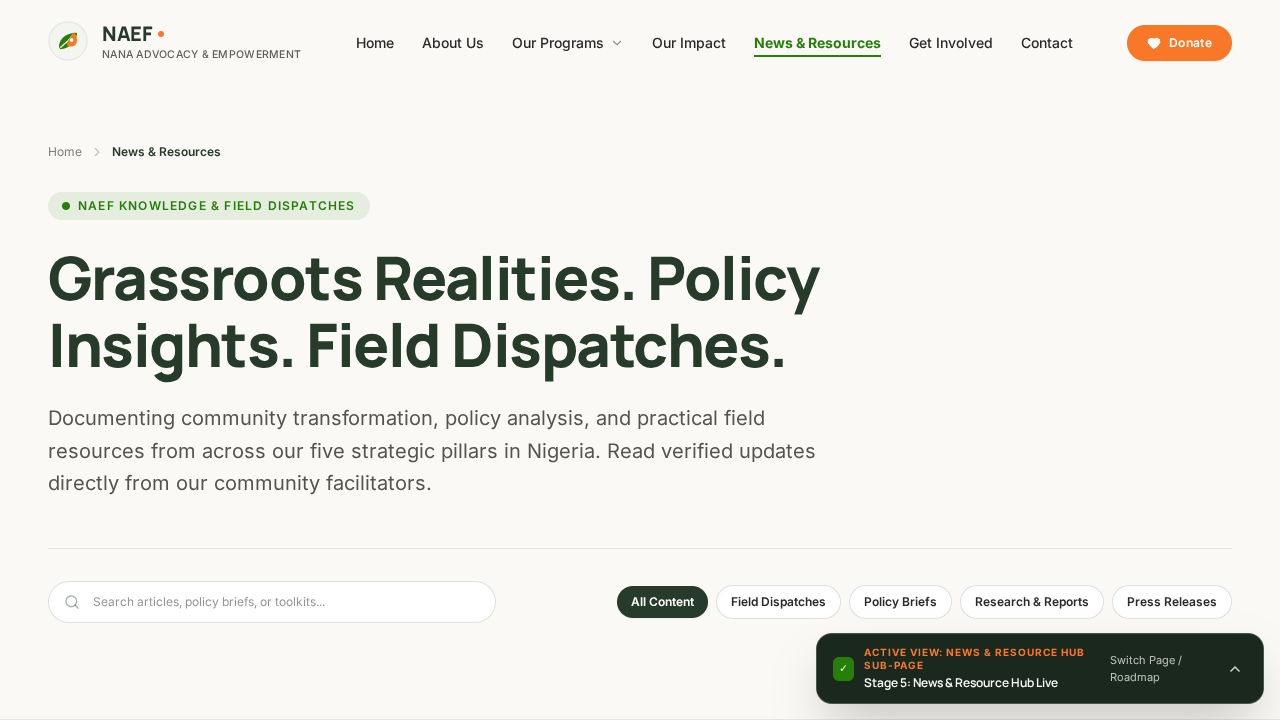 NAEF
NANA ADVOCACY & EMPOWERMENT
Home
About Us
Our Programs
Our Impact
News & Resources
Get Involved
Contact
Donate
Home
News & Resources
NAEF KNOWLEDGE & FIELD DISPATCHES
Grassroots Realities. Policy
Insights. Field Dispatches.
Documenting community transformation, policy analysis, and practical field
resources from across our five strategic pillars in Nigeria. Read verified updates
directly from our community facilitators.
Search articles, policy briefs, or toolkits...
All Content
Field Dispatches
Policy Briefs
Research & Reports
Press Releases
ACTIVE VIEW: NEWS & RESOURCE HUB
SUB-PAGE
Stage 5: News & Resource Hub Live
Switch Page /
Roadmap